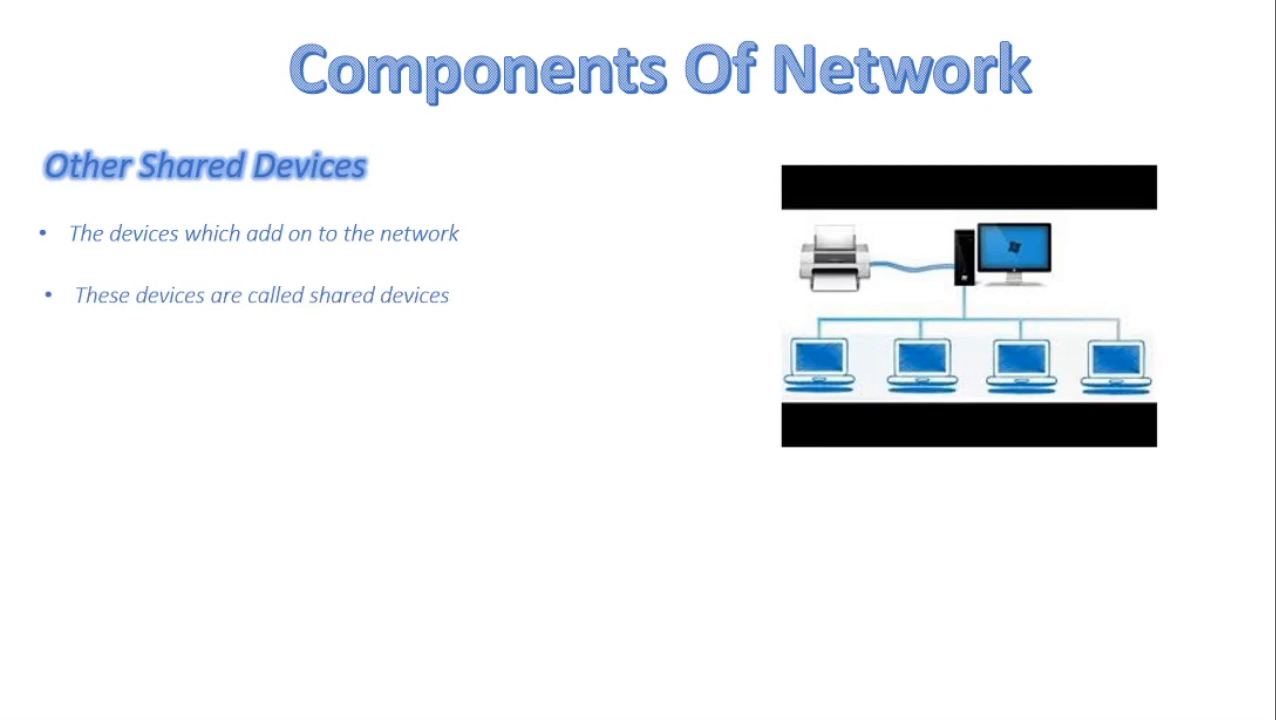 Components Of Network
Other Shared Devices
• The devices which add on to the network
• These devices are called shared devices